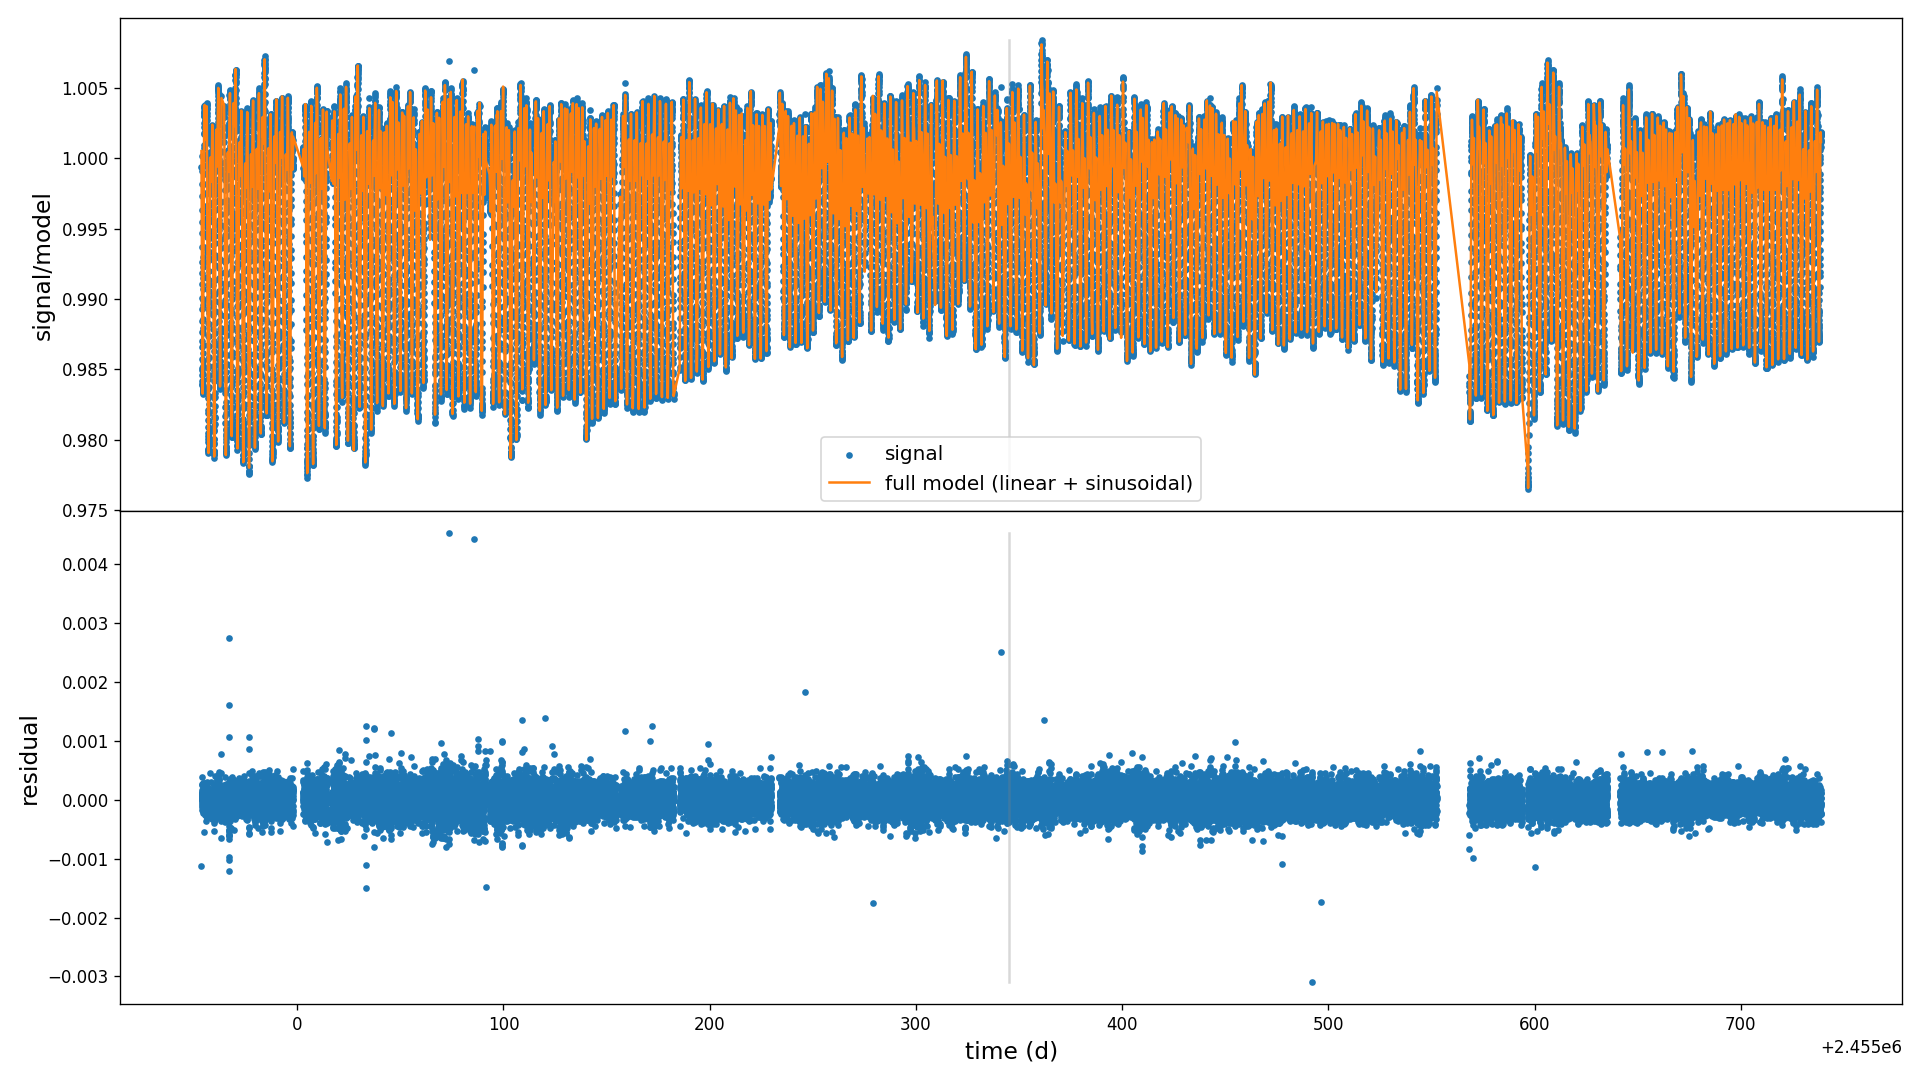 signal/model
1.005
1.000
0.995
0.990
0.985
0.980
0.975
signal
full model (linear + sinusoidal)
residual
0.004
0.003
0.002
0.001
0.000
−0.001
−0.002
−0.003
0 100 200 300 400 500 600 700
time (d)
+2.455e6